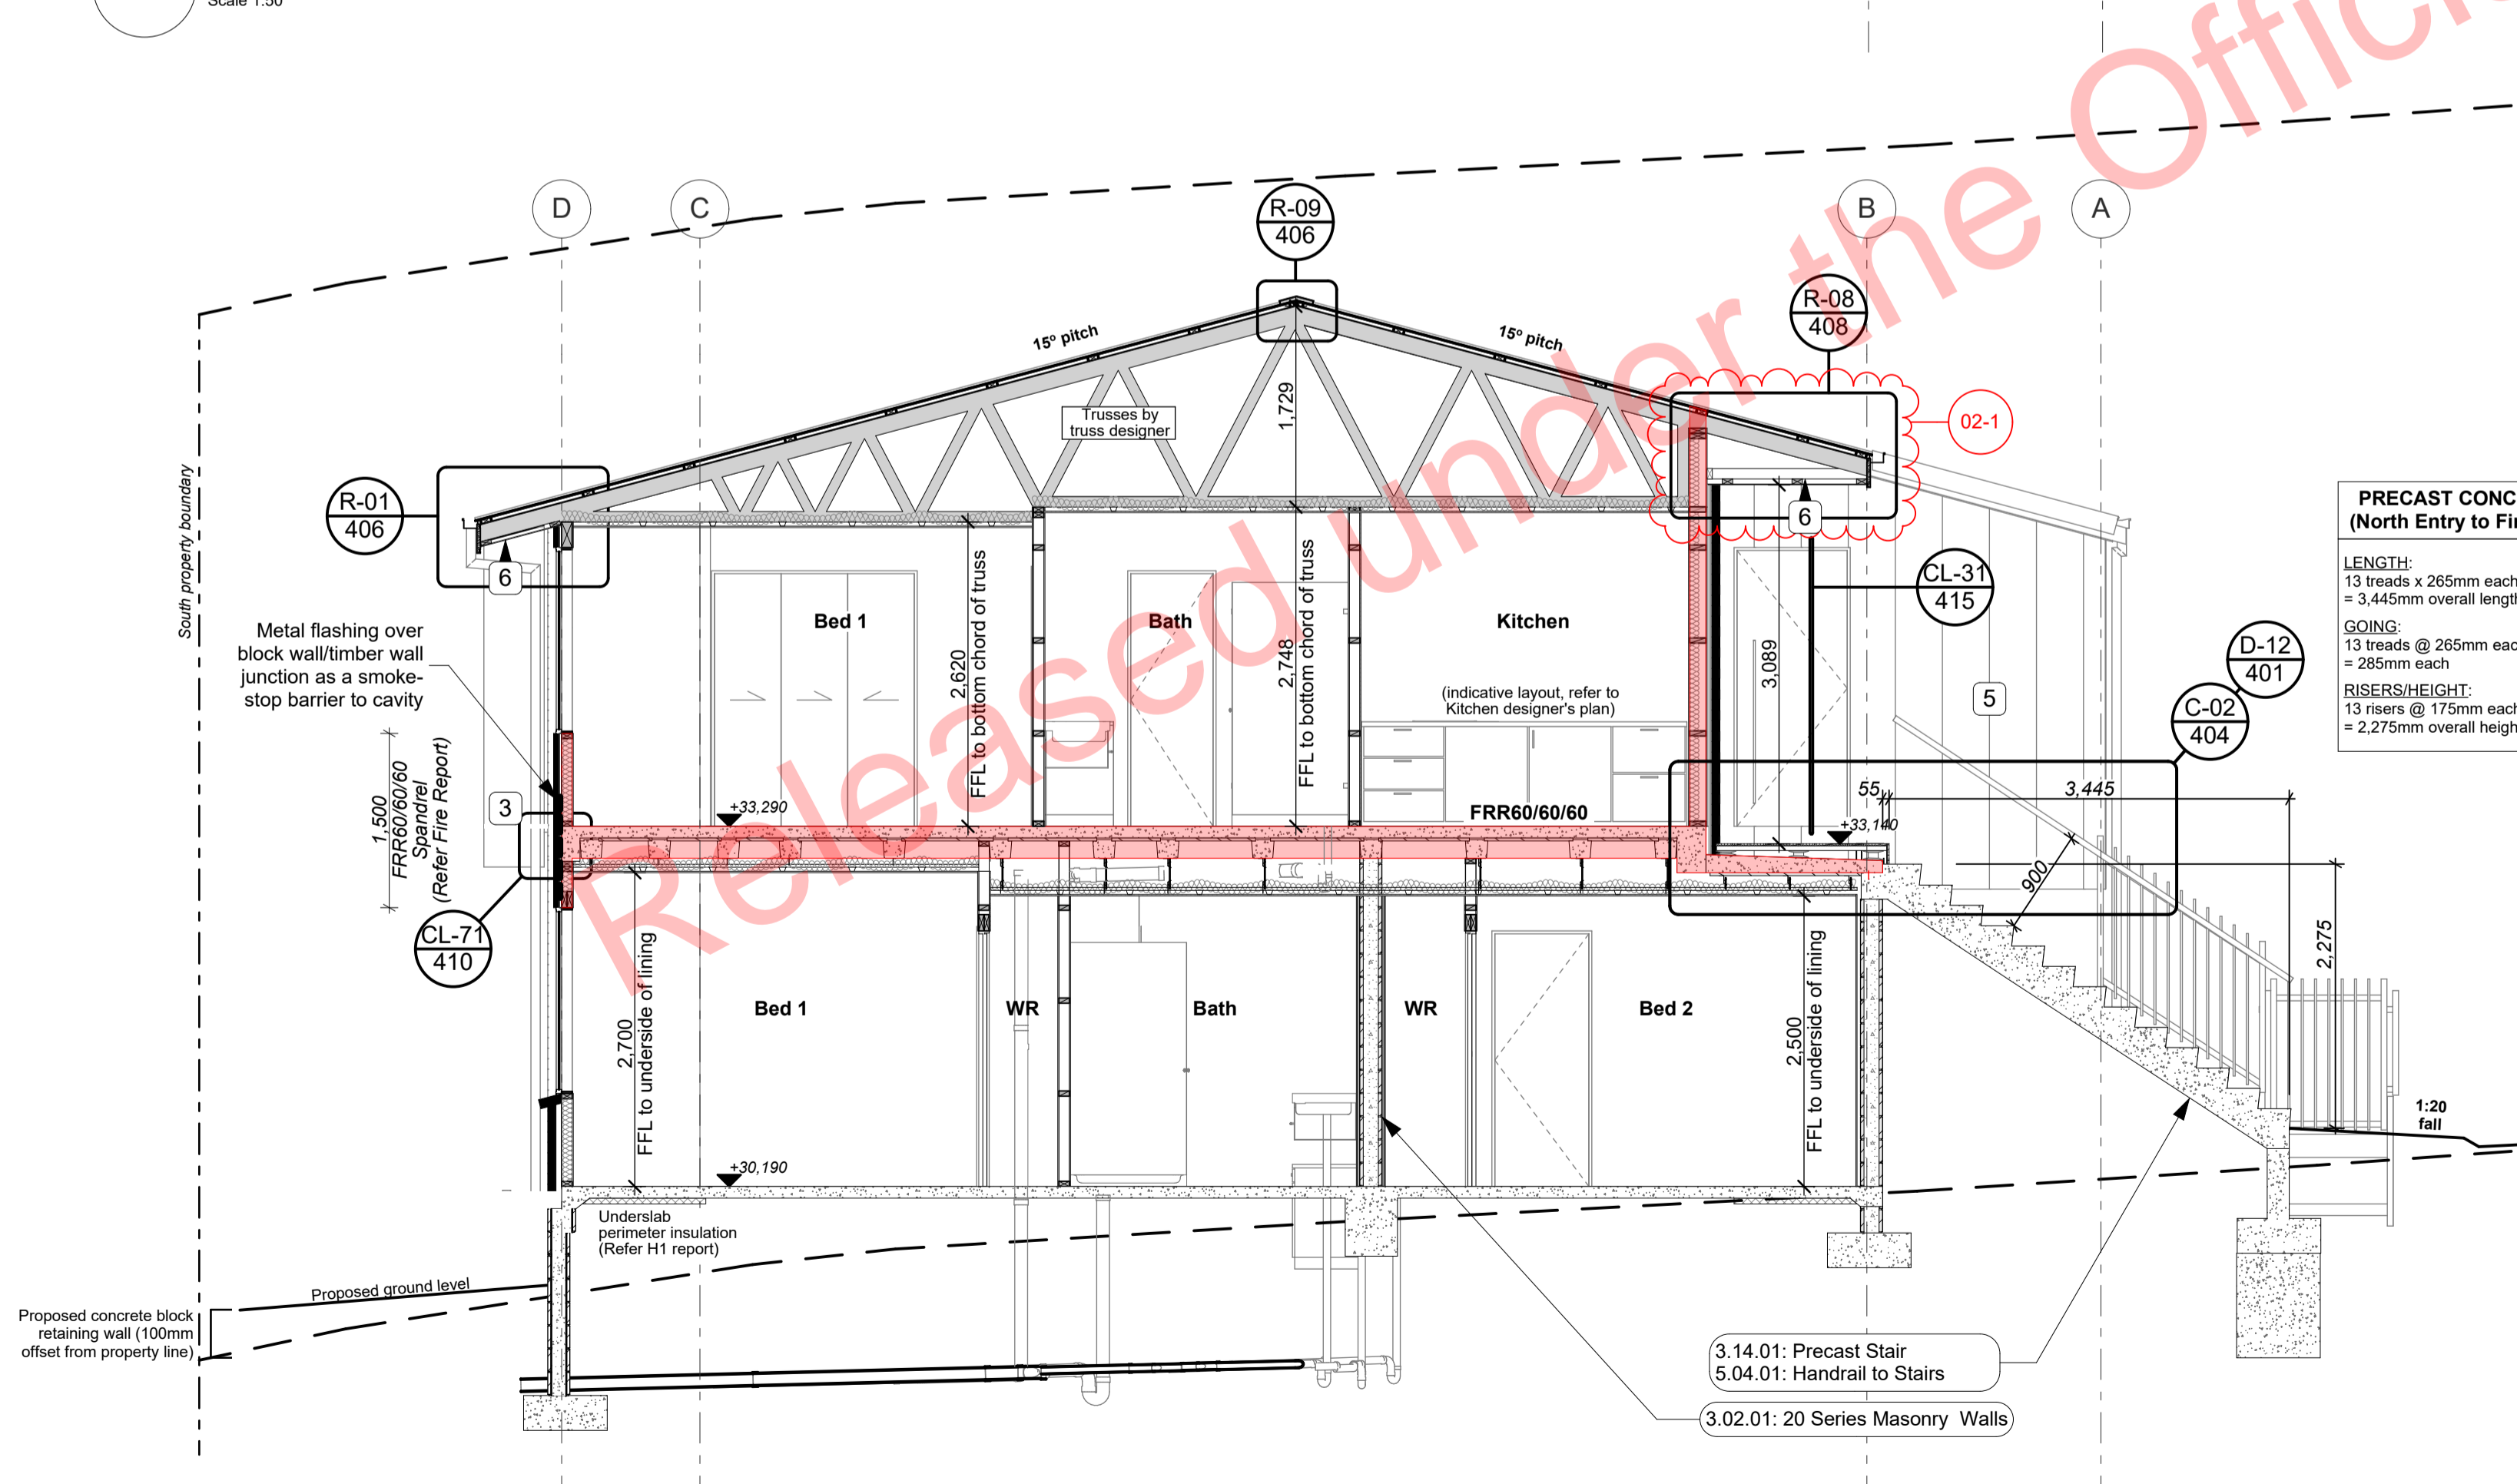 Scale 1:50
Released under the Offici
D
C
B
A
R-09
406
R-08
408
15º pitch
15º pitch
Trusses by
truss designer
1,729
02-1
South property boundary
R-01
406
6
6
PRECAST CONC
(North Entry to Fi
LENGTH:
13 treads x 265mm each
= 3,445mm overall length
GOING:
13 treads @ 265mm eac
= 285mm each
RISERS/HEIGHT:
13 risers @ 175mm each
= 2,275mm overall heigh
CL-31
415
D-12
401
C-02
404
5
Metal flashing over
block wall/timber wall
junction as a smoke-
stop barrier to cavity
Bed 1
Bath
Kitchen
(indicative layout, refer to
Kitchen designer's plan)
2,620
FFL to bottom chord of truss
2,748
FFL to bottom chord of truss
3,089
1,500
FRR60/60/60
Spandrel
(Refer Fire Report)
3
+33,290
FRR60/60/60
+33,140
55
3,445
900
2,275
CL-71
410
2,700
FFL to underside of lining
Bed 1
WR
Bath
WR
Bed 2
2,500
FFL to underside of lining
+30,190
1:20
fall
Underslab
perimeter insulation
(Refer H1 report)
Proposed ground level
Proposed concrete block
retaining wall (100mm
offset from property line)
3.14.01: Precast Stair
5.04.01: Handrail to Stairs
3.02.01: 20 Series Masonry Walls